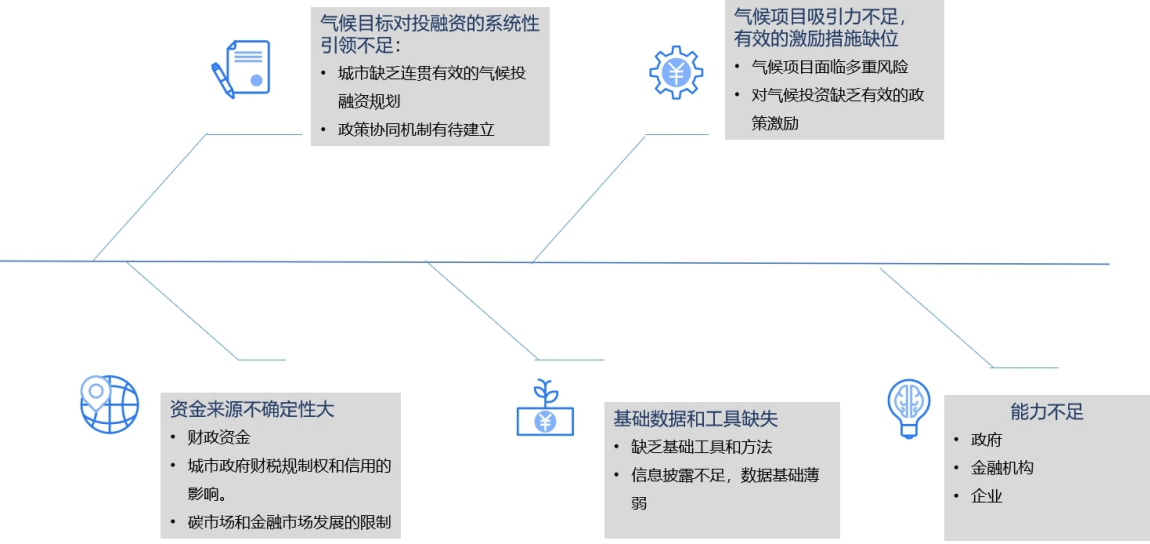 气候目标对投融资的系统性
引领不足：
• 城市缺乏连贯有效的气候投
融资规划
• 政策协同机制有待建立
气候项目吸引力不足，
有效的激励措施缺位
• 气候项目面临多重风险
• 对气候投资缺乏有效的政
策激励
资金来源不确定性大
• 财政资金
• 城市政府财税规制权和信用的
影响。
• 碳市场和金融市场发展的限制
基础数据和工具缺失
• 缺乏基础工具和方法
• 信息披露不足，数据基础薄
弱
能力不足
• 政府
• 金融机构
• 企业
¥
¥